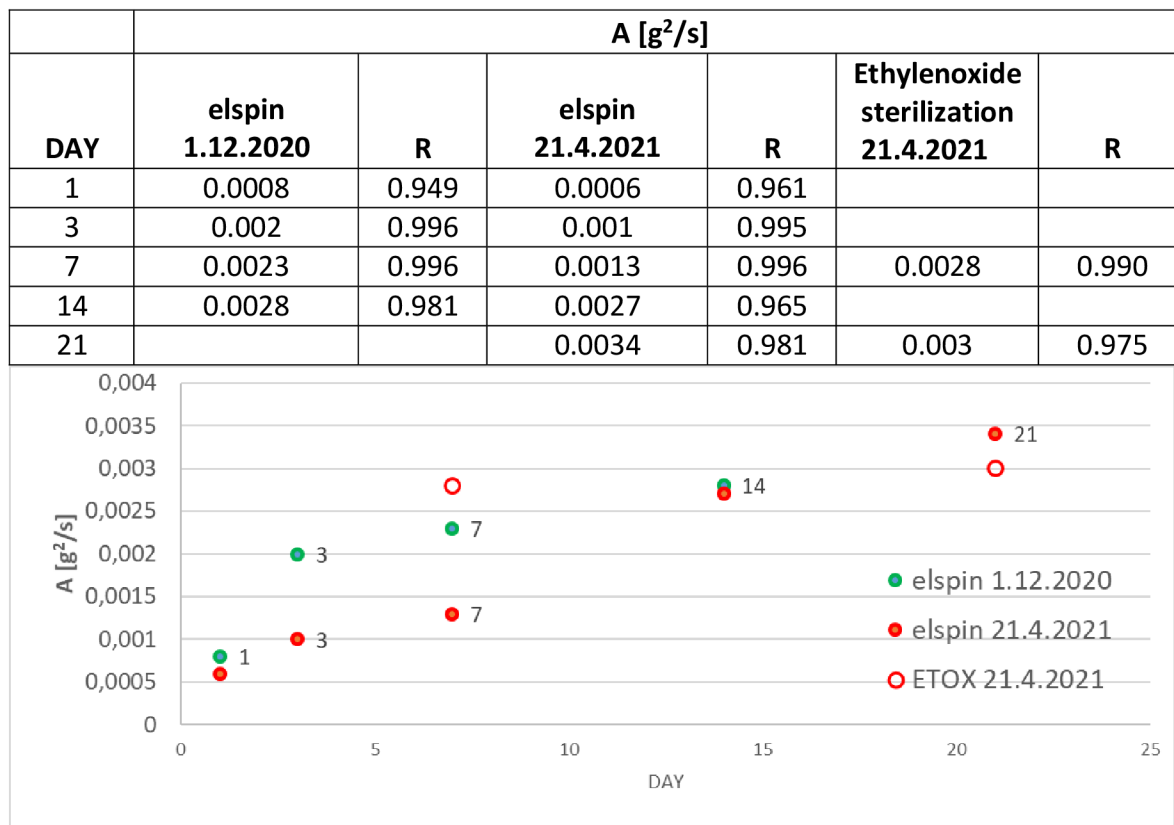 A [g²/s]
DAY elspin 1.12.2020 R elspin 21.4.2021 R Ethylenoxide sterilization 21.4.2021 R
1 0.0008 0.949 0.0006 0.961
3 0.002 0.996 0.001 0.995
7 0.0023 0.996 0.0013 0.996 0.0028 0.990
14 0.0028 0.981 0.0027 0.965
21 0.0034 0.981 0.003 0.975
0,004
0,0035
0,003
0,0025
0,002
0,0015
0,001
0,0005
0
A [g²/s]
21
14
7
3
7
3
1
elspin 1.12.2020
elspin 21.4.2021
ETOX 21.4.2021
0 5 10 15 20 25
DAY